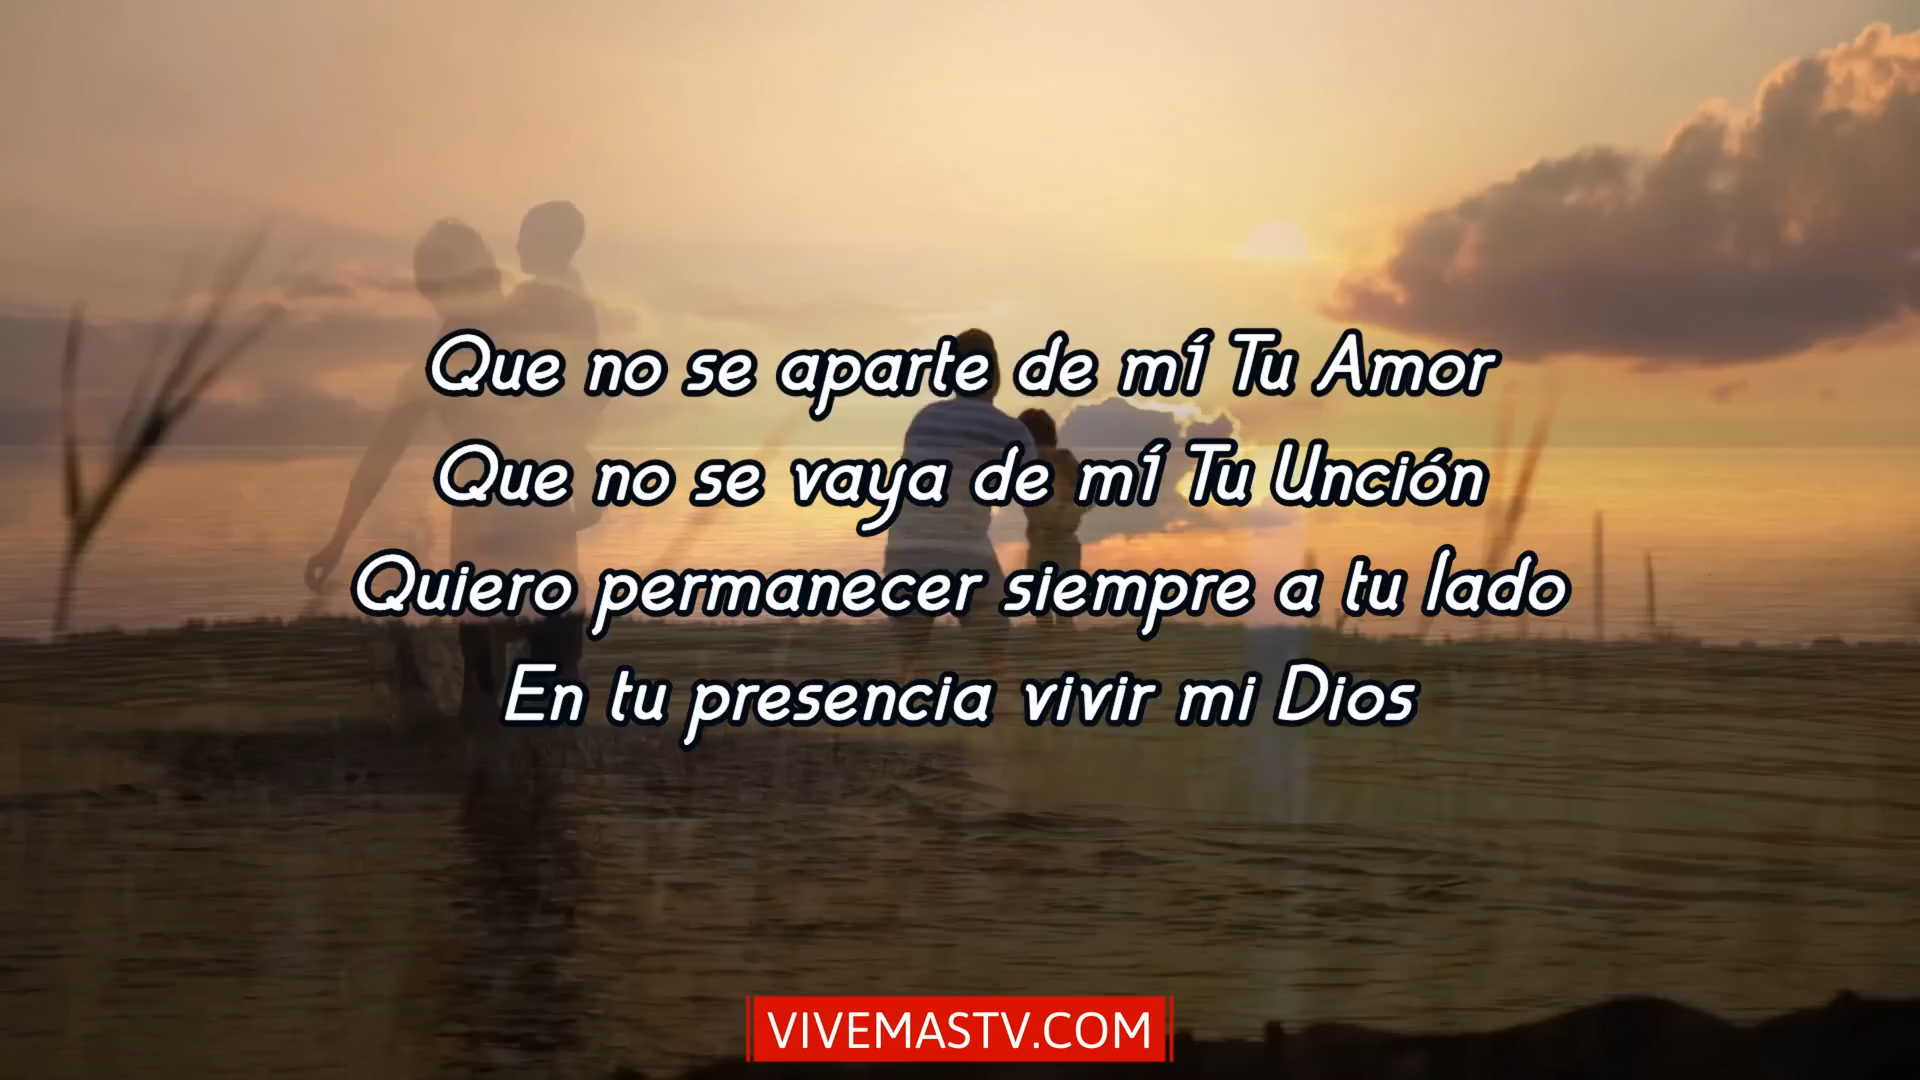 Que no se aparte de mí Tu Amor
Que no se vaya de mí Tu Unción
Quiero permanecer siempre a tu lado
En tu presencia vivir mi Dios
VIVEMASTV.COM